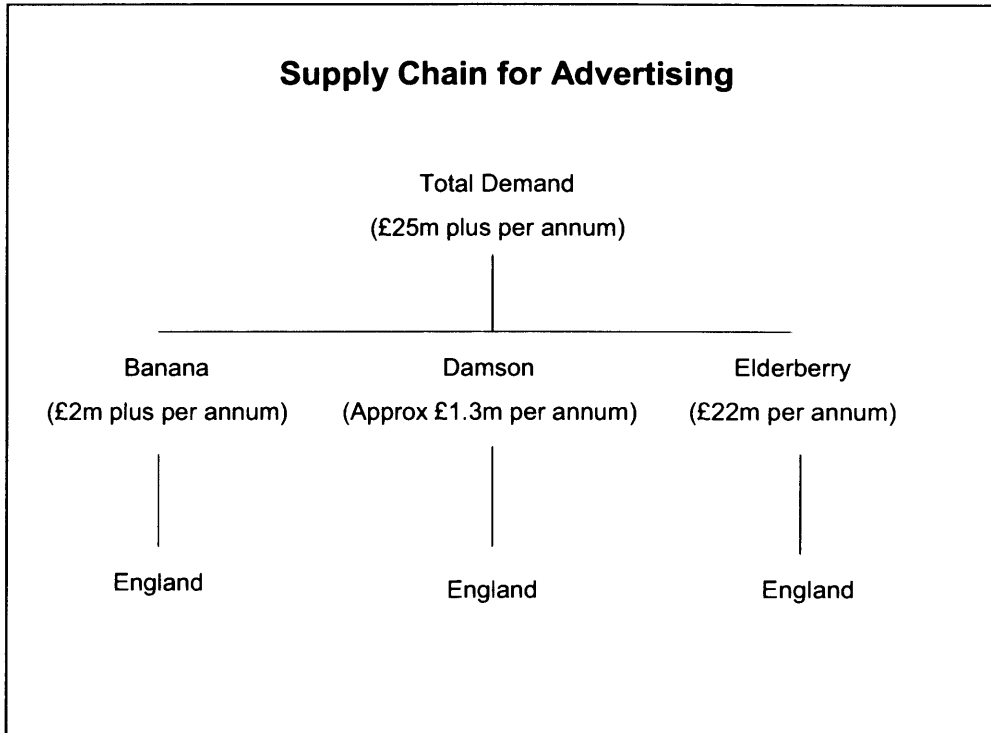 Supply Chain for Advertising
Total Demand
(£25m plus per annum)
Banana Damson Elderberry
(£2m plus per annum) (Approx £1.3m per annum) (£22m per annum)
England England England